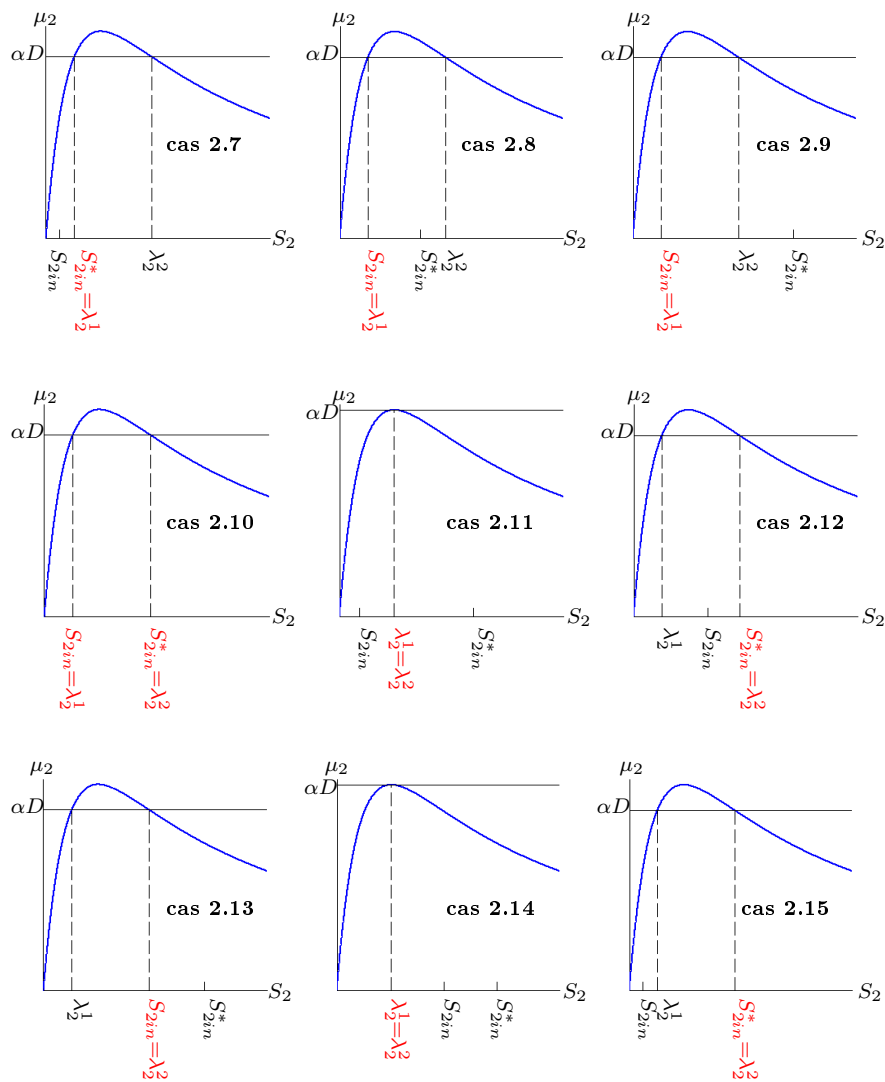 μ₂
αD
cas 2.7
S₂
S₂ᵢₙ
S*₂ᵢₙ=λ¹₂
λ²₂
μ₂
αD
cas 2.8
S₂
S₂ᵢₙ=λ¹₂
S*₂ᵢₙ
λ²₂
μ₂
αD
cas 2.9
S₂
S₂ᵢₙ=λ¹₂
λ²₂
S*₂ᵢₙ
μ₂
αD
cas 2.10
S₂
S₂ᵢₙ=λ¹₂
S*₂ᵢₙ=λ²₂
μ₂
αD
cas 2.11
S₂
S₂ᵢₙ
λ¹₂=λ²₂
S*₂ᵢₙ
μ₂
αD
cas 2.12
S₂
λ¹₂
S₂ᵢₙ
S*₂ᵢₙ=λ²₂
μ₂
αD
cas 2.13
S₂
λ¹₂
S₂ᵢₙ=λ²₂
S*₂ᵢₙ
μ₂
αD
cas 2.14
S₂
λ¹₂=λ²₂
S₂ᵢₙ
S*₂ᵢₙ
μ₂
αD
cas 2.15
S₂
S₂ᵢₙ
λ¹₂
S*₂ᵢₙ=λ²₂